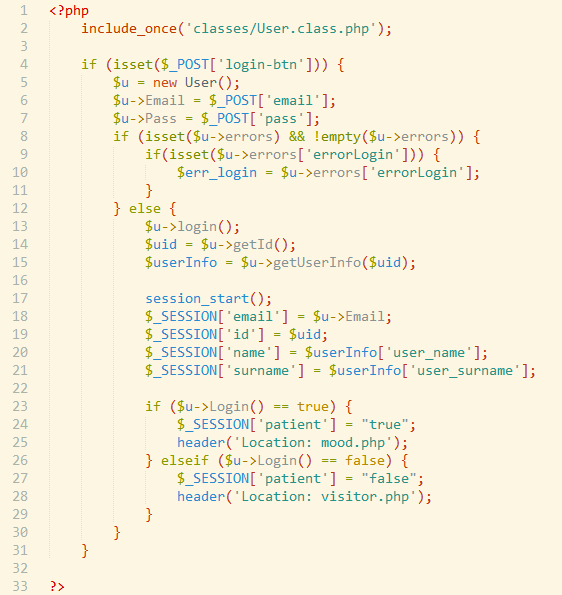 1 <?php
2     include_once('classes/User.class.php');
3
4     if (isset($_POST['login-btn'])) {
5         $u = new User();
6         $u->Email = $_POST['email'];
7         $u->Pass = $_POST['pass'];
8         if (isset($u->errors) && !empty($u->errors)) {
9             if(isset($u->errors['errorLogin'])) {
10                 $err_login = $u->errors['errorLogin'];
11             }
12         } else {
13             $u->login();
14             $uid = $u->getId();
15             $userInfo = $u->getUserInfo($uid);
16
17             session_start();
18             $_SESSION['email'] = $u->Email;
19             $_SESSION['id'] = $uid;
20             $_SESSION['name'] = $userInfo['user_name'];
21             $_SESSION['surname'] = $userInfo['user_surname'];
22
23             if ($u->Login() == true) {
24                 $_SESSION['patient'] = "true";
25                 header('Location: mood.php');
26             } elseif ($u->Login() == false) {
27                 $_SESSION['patient'] = "false";
28                 header('Location: visitor.php');
29             }
30         }
31     }
32
33 ?>